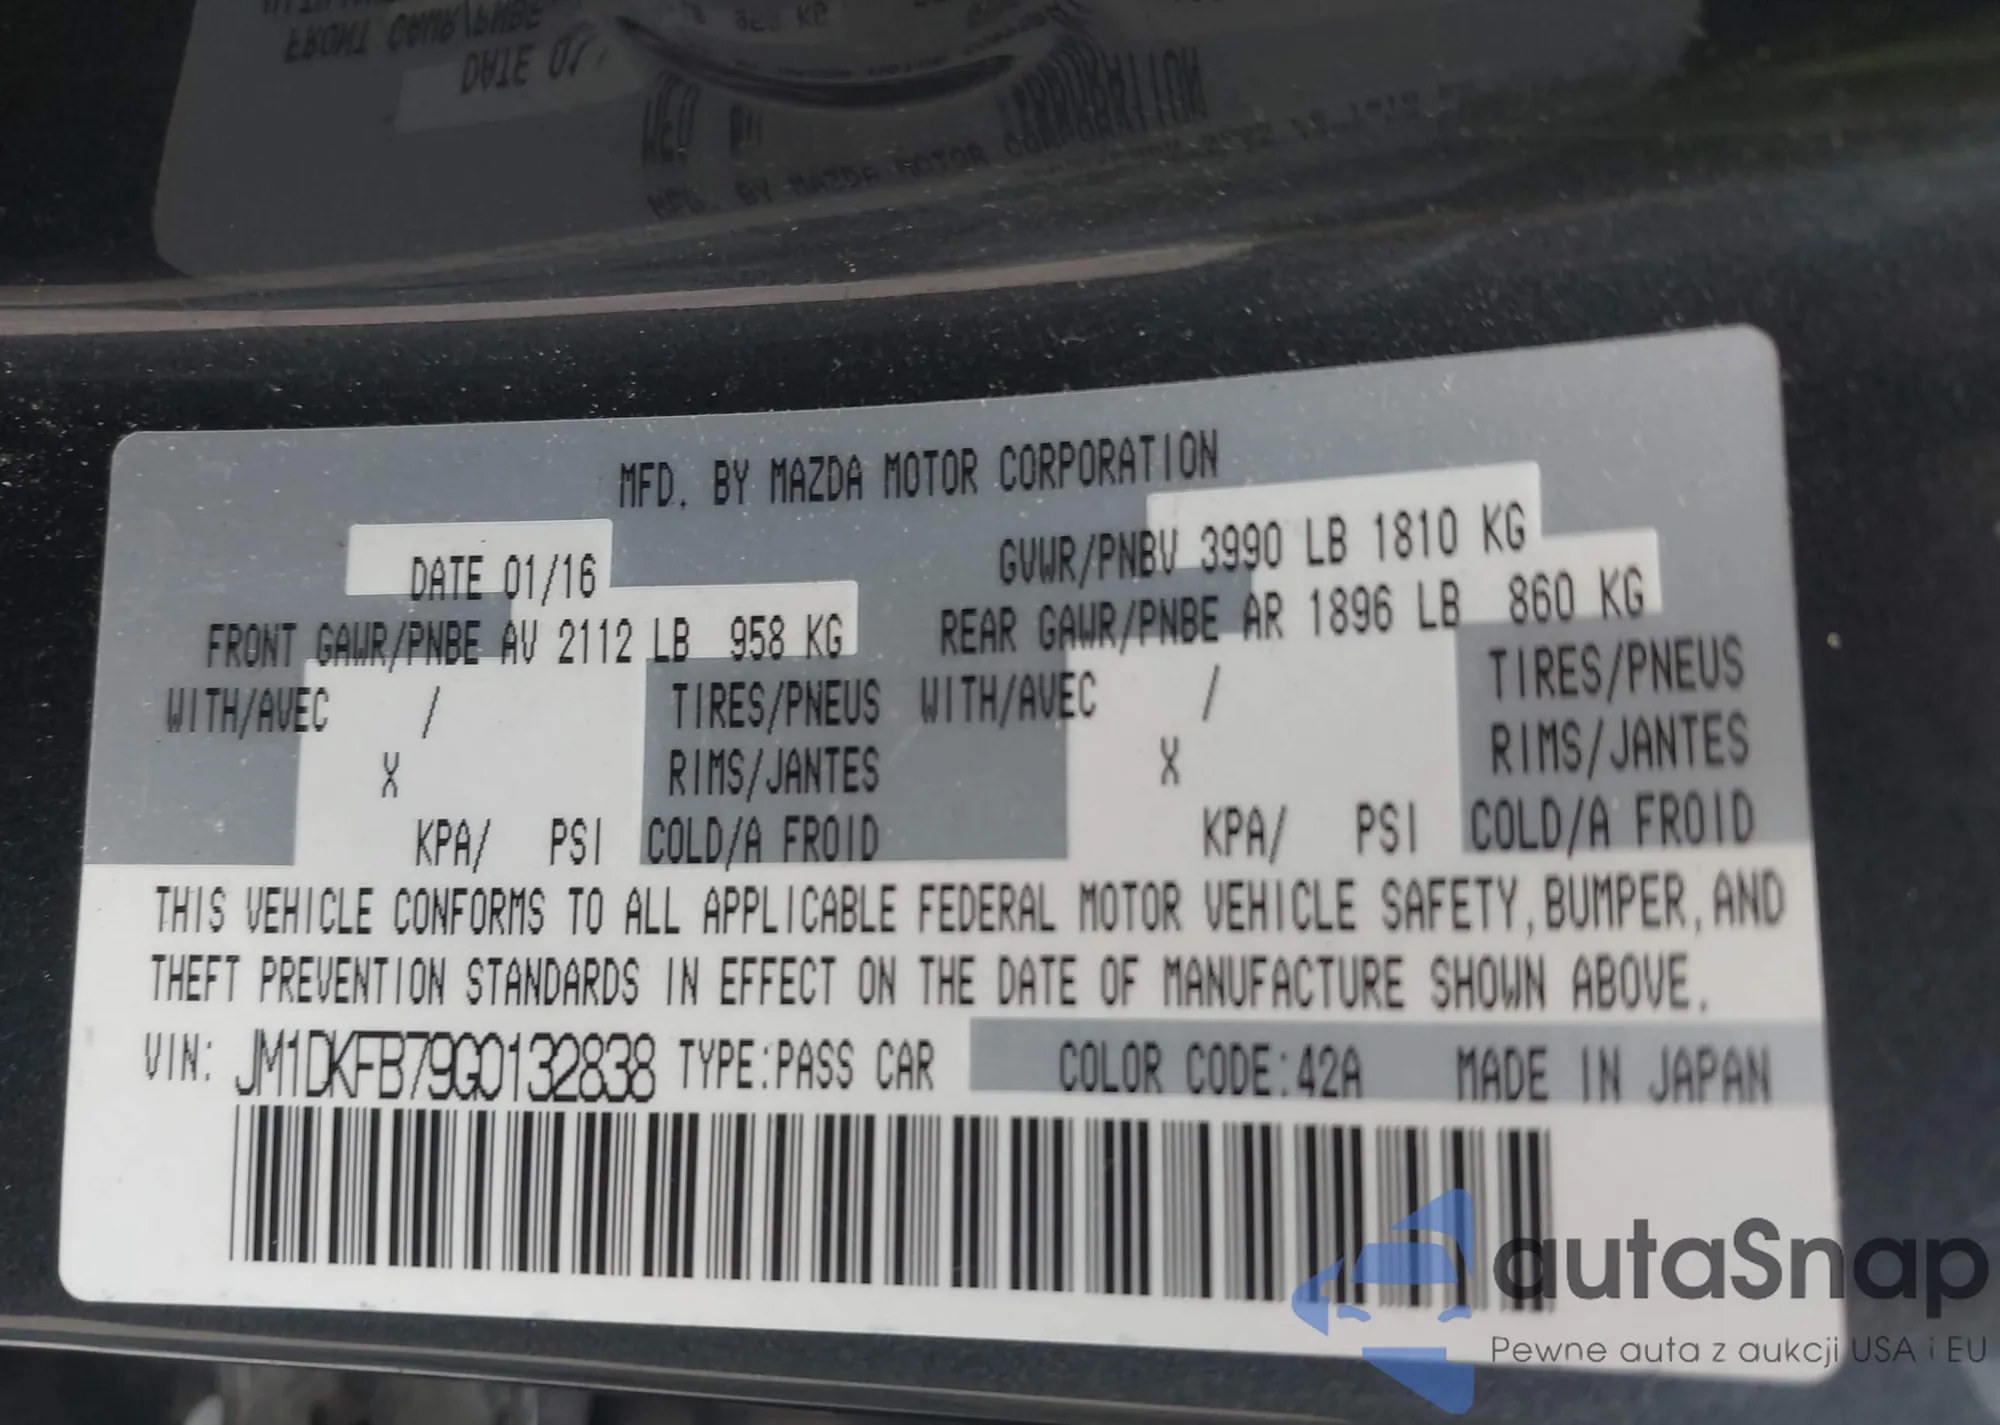 MFD. BY MAZDA MOTOR CORPORATION
DATE 01/16 GVWR/PNBV 3990 LB 1810 KG
FRONT GAWR/PNBE AV 2112 LB 958 KG REAR GAWR/PNBE AR 1896 LB 860 KG
WITH/AVEC / TIRES/PNEUS WITH/AVEC / TIRES/PNEUS
X RIMS/JANTES X RIMS/JANTES
KPA/ PSI COLD/A FROID KPA/ PSI COLD/A FROID
THIS VEHICLE CONFORMS TO ALL APPLICABLE FEDERAL MOTOR VEHICLE SAFETY, BUMPER, AND
THEFT PREVENTION STANDARDS IN EFFECT ON THE DATE OF MANUFACTURE SHOWN ABOVE.
VIN: JM1DKFB79G0132838 TYPE:PASS CAR COLOR CODE:42A MADE IN JAPAN
autaSnap
Pewne auta z aukcji USA i EU